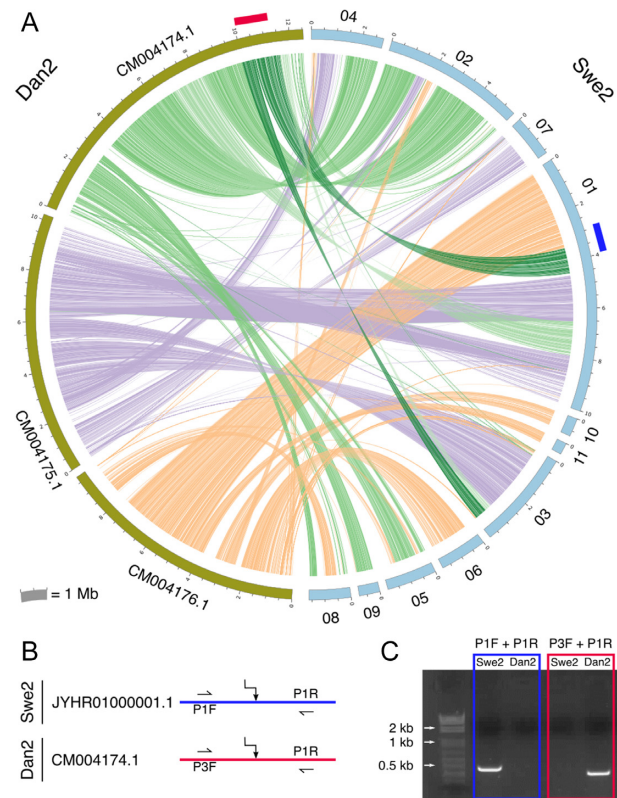 A
Dan2
CM004174.1
Swe2
04
02
07
01
10
11
03
06
05
09
08
CM004175.1
CM004176.1
= 1 Mb
B
C
Swe2
JYHR01000001.1
P1F
P1R
Dan2
CM004174.1
P3F
P1R
P1F + P1R
P3F + P1R
Swe2 Dan2
Swe2 Dan2
2 kb
1 kb
0.5 kb